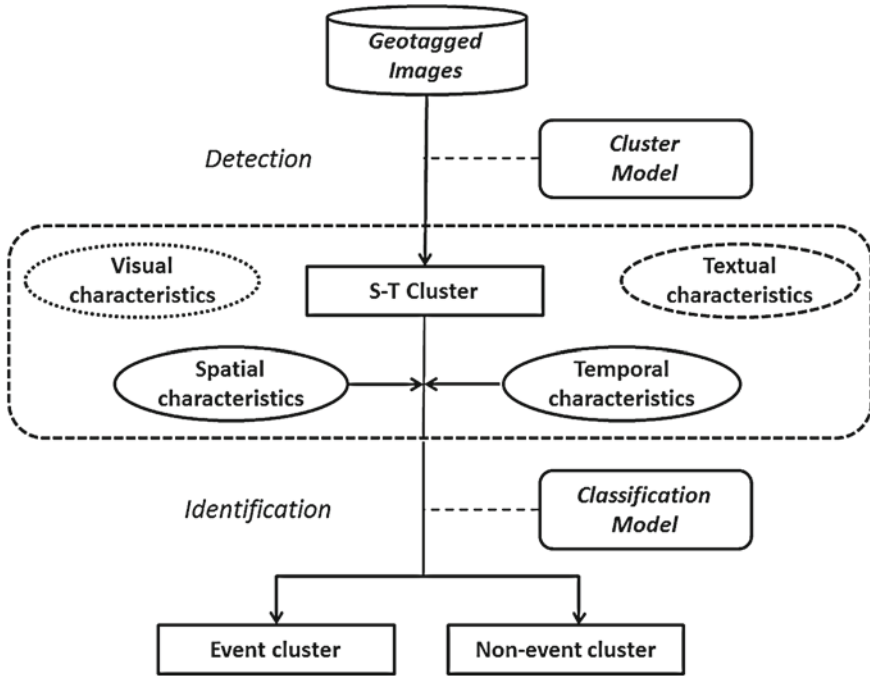 Geotagged
Images
Detection
Cluster
Model
Visual
characteristics
S-T Cluster
Textual
characteristics
Spatial
characteristics
Temporal
characteristics
Identification
Classification
Model
Event cluster
Non-event cluster